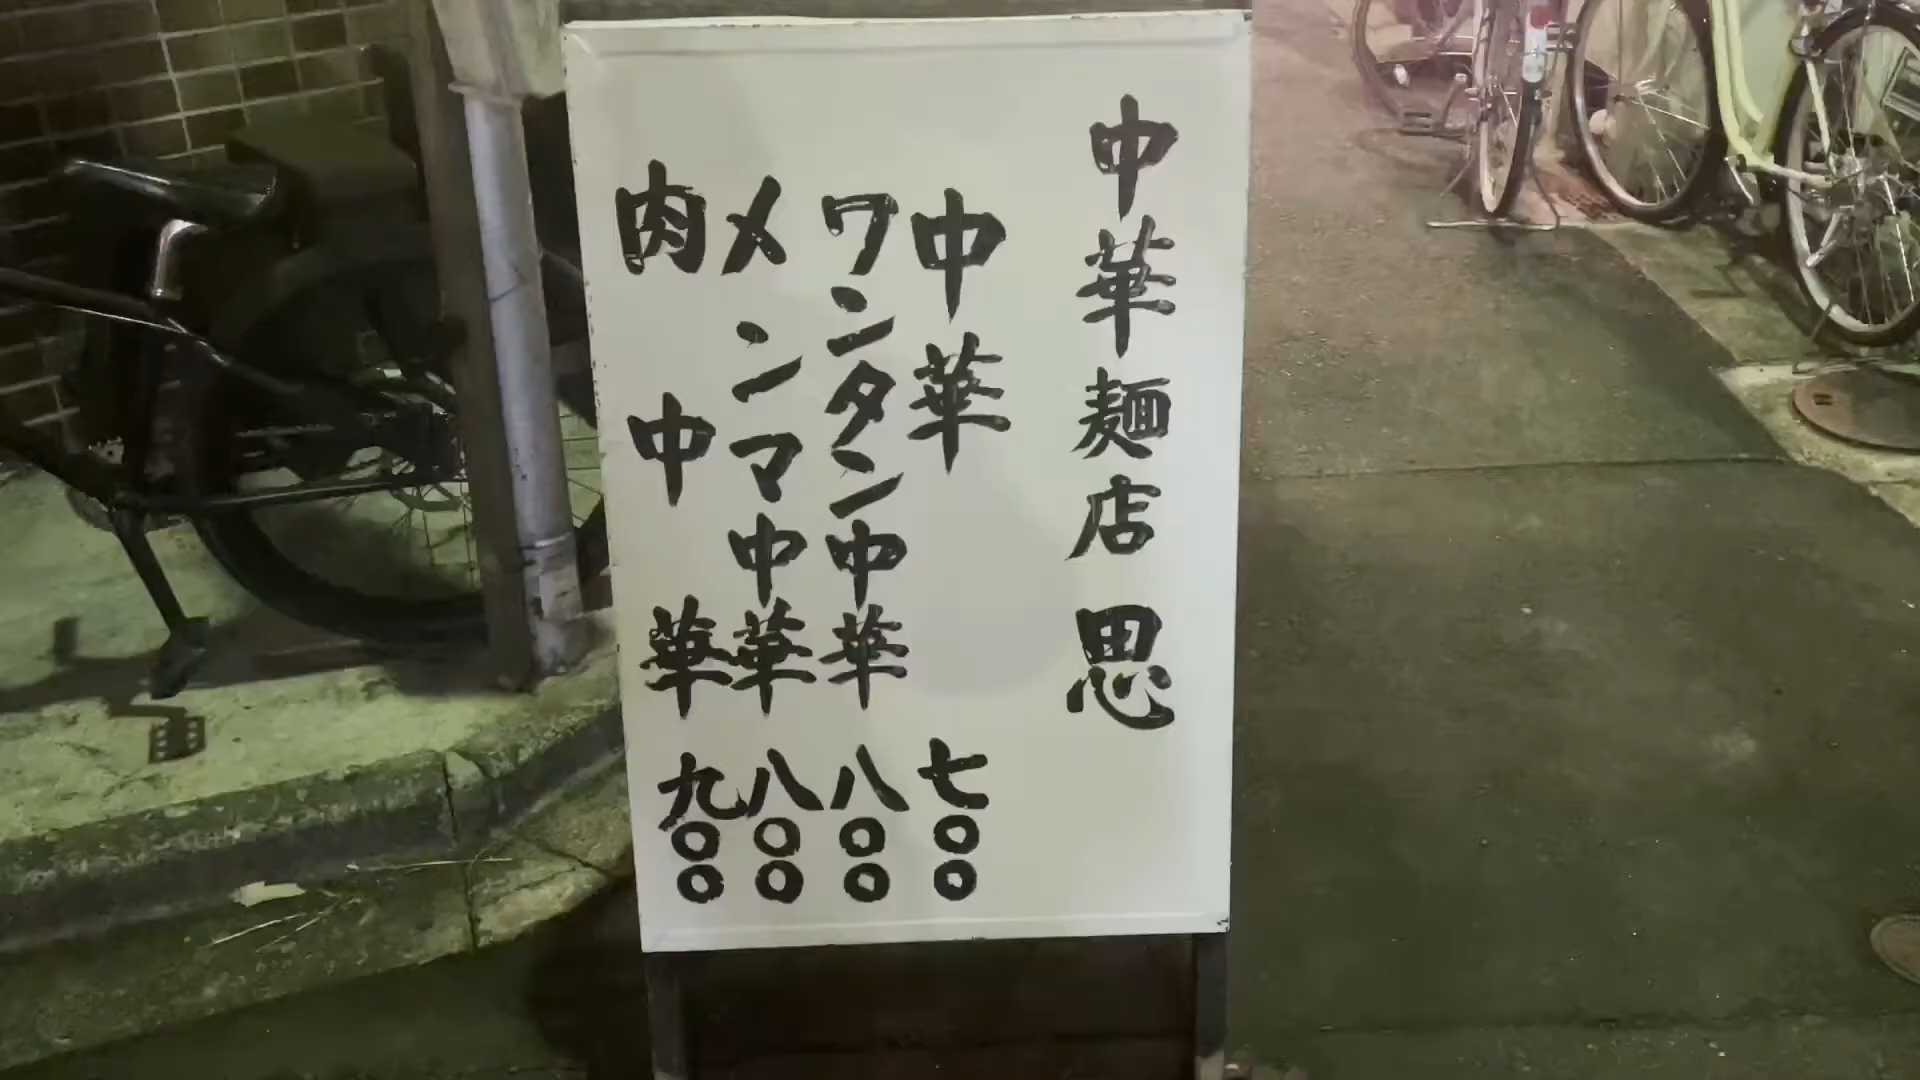 中華麺店 思
中華 七〇〇
ワンタン中華 八〇〇
メンマ中華 八〇〇
肉中華 九〇〇